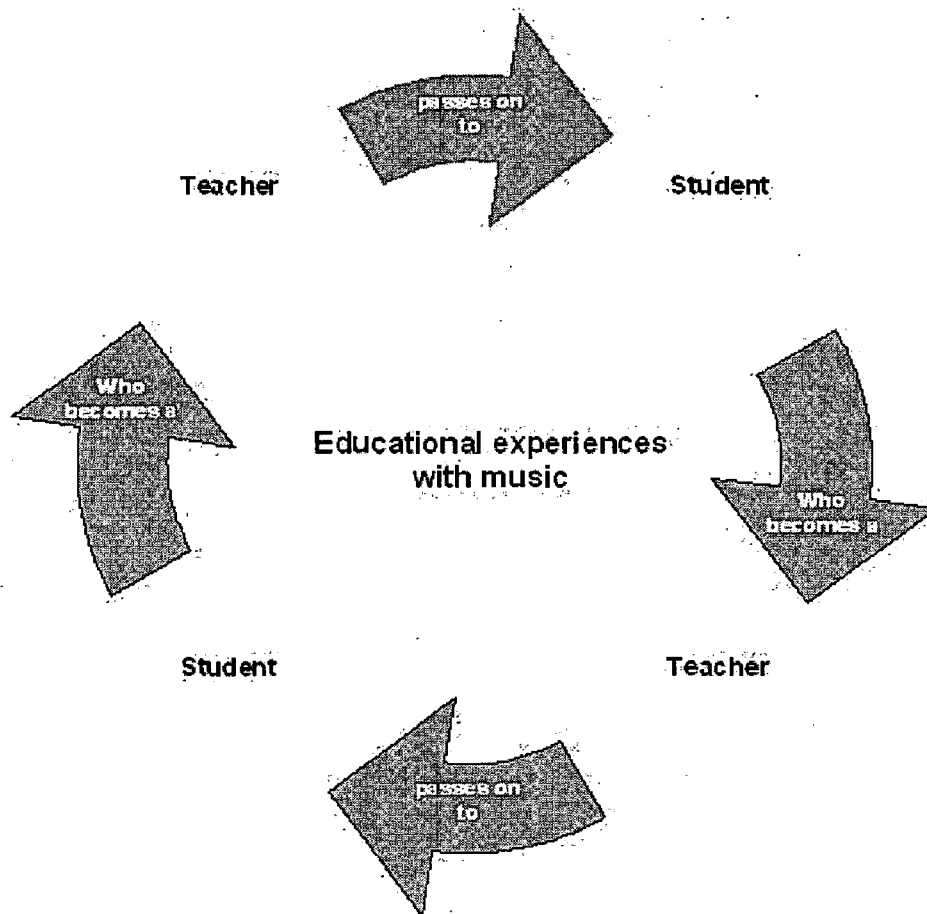 passes on
to
Teacher
Student
Who
becomes a
Educational experiences
with music
Who
becomes a
Student
Teacher
passes on
to